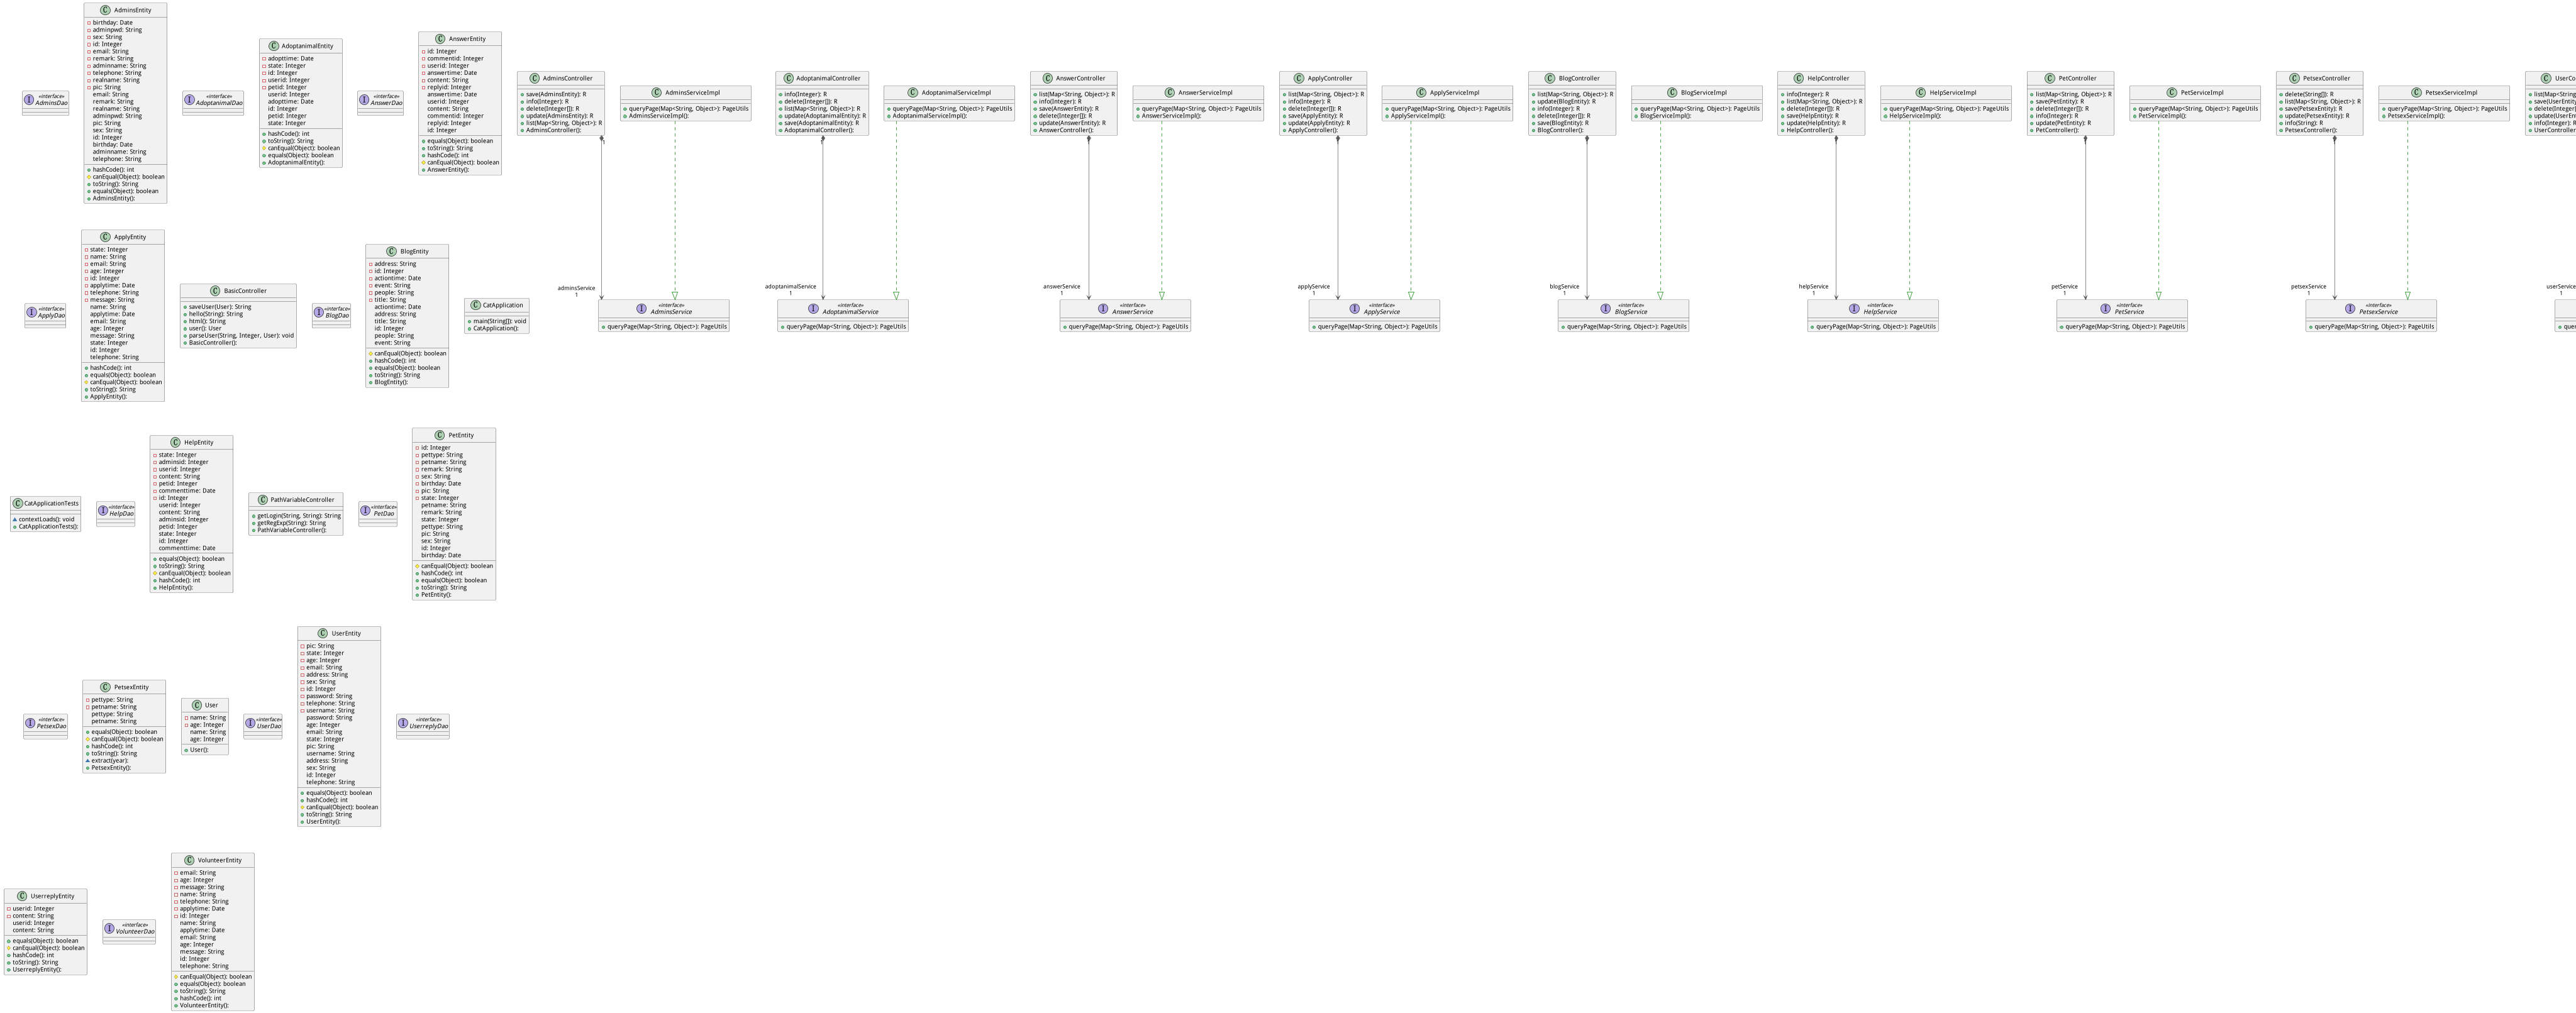 «interface»
AdminsDao
AdminsEntity
birthday: Date
adminpwd: String
sex: String
id: Integer
email: String
remark: String
adminname: String
telephone: String
realname: String
pic: String
email: String
remark: String
realname: String
adminpwd: String
pic: String
sex: String
id: Integer
birthday: Date
adminname: String
telephone: String
hashCode(): int
canEqual(Object): boolean
toString(): String
equals(Object): boolean
AdminsEntity():
«interface»
AdoptanimalDao
AdoptanimalEntity
adopttime: Date
state: Integer
id: Integer
userid: Integer
petid: Integer
userid: Integer
adopttime: Date
id: Integer
petid: Integer
state: Integer
hashCode(): int
toString(): String
canEqual(Object): boolean
equals(Object): boolean
AdoptanimalEntity():
«interface»
AnswerDao
AnswerEntity
id: Integer
commentid: Integer
userid: Integer
answertime: Date
content: String
replyid: Integer
answertime: Date
userid: Integer
content: String
commentid: Integer
replyid: Integer
id: Integer
equals(Object): boolean
toString(): String
hashCode(): int
canEqual(Object): boolean
AnswerEntity():
AdminsController
save(AdminsEntity): R
info(Integer): R
delete(Integer[]): R
update(AdminsEntity): R
list(Map<String, Object>): R
AdminsController():
1
AdminsServiceImpl
queryPage(Map<String, Object>): PageUtils
AdminsServiceImpl():
AdoptanimalController
info(Integer): R
delete(Integer[]): R
list(Map<String, Object>): R
update(AdoptanimalEntity): R
save(AdoptanimalEntity): R
AdoptanimalController():
AdoptanimalServiceImpl
queryPage(Map<String, Object>): PageUtils
AdoptanimalServiceImpl():
AnswerController
list(Map<String, Object>): R
info(Integer): R
save(AnswerEntity): R
delete(Integer[]): R
update(AnswerEntity): R
AnswerController():
AnswerServiceImpl
queryPage(Map<String, Object>): PageUtils
AnswerServiceImpl():
ApplyController
list(Map<String, Object>): R
info(Integer): R
delete(Integer[]): R
save(ApplyEntity): R
update(ApplyEntity): R
ApplyController():
ApplyServiceImpl
queryPage(Map<String, Object>): PageUtils
ApplyServiceImpl():
BlogController
list(Map<String, Object>): R
update(BlogEntity): R
info(Integer): R
delete(Integer[]): R
save(BlogEntity): R
BlogController():
BlogServiceImpl
queryPage(Map<String, Object>): PageUtils
BlogServiceImpl():
HelpController
info(Integer): R
list(Map<String, Object>): R
delete(Integer[]): R
save(HelpEntity): R
update(HelpEntity): R
HelpController():
HelpServiceImpl
queryPage(Map<String, Object>): PageUtils
HelpServiceImpl():
PetController
list(Map<String, Object>): R
save(PetEntity): R
delete(Integer[]): R
info(Integer): R
update(PetEntity): R
PetController():
PetServiceImpl
queryPage(Map<String, Object>): PageUtils
PetServiceImpl():
PetsexController
delete(String[]): R
list(Map<String, Object>): R
save(PetsexEntity): R
update(PetsexEntity): R
info(String): R
PetsexController():
PetsexServiceImpl
queryPage(Map<String, Object>): PageUtils
PetsexServiceImpl():
UserCo
list(Map<
save(UserEntity
delete(Integer[
update(UserEn
info(Integer): R
UserController
«interface»
ApplyDao
ApplyEntity
state: Integer
name: String
email: String
age: Integer
id: Integer
applytime: Date
telephone: String
message: String
name: String
applytime: Date
email: String
age: Integer
message: String
state: Integer
id: Integer
telephone: String
hashCode(): int
equals(Object): boolean
canEqual(Object): boolean
toString(): String
ApplyEntity():
BasicController
saveUser(User): String
hello(String): String
html(): String
user(): User
parseUser(String, Integer, User): void
BasicController():
«interface»
BlogDao
BlogEntity
address: String
id: Integer
actiontime: Date
event: String
people: String
title: String
actiontime: Date
address: String
title: String
id: Integer
people: String
event: String
canEqual(Object): boolean
hashCode(): int
equals(Object): boolean
toString(): String
BlogEntity():
CatApplication
main(String[]): void
CatApplication():
adminsService
1
«interface»
AdminsService
queryPage(Map<String, Object>): PageUtils
adoptanimalService
1
«interface»
AdoptanimalService
queryPage(Map<String, Object>): PageUtils
answerService
1
«interface»
AnswerService
queryPage(Map<String, Object>): PageUtils
applyService
1
«interface»
ApplyService
queryPage(Map<String, Object>): PageUtils
blogService
1
«interface»
BlogService
queryPage(Map<String, Object>): PageUtils
helpService
1
«interface»
HelpService
queryPage(Map<String, Object>): PageUtils
petService
1
«interface»
PetService
queryPage(Map<String, Object>): PageUtils
petsexService
1
«interface»
PetsexService
queryPage(Map<String, Object>): PageUtils
userService
1
quer
CatApplicationTests
contextLoads(): void
CatApplicationTests():
«interface»
HelpDao
HelpEntity
state: Integer
adminsid: Integer
userid: Integer
content: String
petid: Integer
commenttime: Date
id: Integer
userid: Integer
content: String
adminsid: Integer
petid: Integer
state: Integer
id: Integer
commenttime: Date
equals(Object): boolean
toString(): String
canEqual(Object): boolean
hashCode(): int
HelpEntity():
PathVariableController
getLogin(String, String): String
getRegExp(String): String
PathVariableController():
«interface»
PetDao
PetEntity
id: Integer
pettype: String
petname: String
remark: String
sex: String
birthday: Date
pic: String
state: Integer
petname: String
remark: String
state: Integer
pettype: String
pic: String
sex: String
id: Integer
birthday: Date
canEqual(Object): boolean
hashCode(): int
equals(Object): boolean
toString(): String
PetEntity():
«interface»
PetsexDao
PetsexEntity
pettype: String
petname: String
pettype: String
petname: String
equals(Object): boolean
canEqual(Object): boolean
hashCode(): int
toString(): String
extract(year):
PetsexEntity():
User
name: String
age: Integer
name: String
age: Integer
User():
«interface»
UserDao
UserEntity
pic: String
state: Integer
age: Integer
email: String
address: String
sex: String
id: Integer
password: String
telephone: String
username: String
password: String
age: Integer
email: String
state: Integer
pic: String
username: String
address: String
sex: String
id: Integer
telephone: String
equals(Object): boolean
hashCode(): int
canEqual(Object): boolean
toString(): String
UserEntity():
«interface»
UserreplyDao
UserreplyEntity
userid: Integer
content: String
userid: Integer
content: String
equals(Object): boolean
canEqual(Object): boolean
hashCode(): int
toString(): String
UserreplyEntity():
«interface»
VolunteerDao
VolunteerEntity
email: String
age: Integer
message: String
name: String
telephone: String
applytime: Date
id: Integer
name: String
applytime: Date
email: String
age: Integer
message: String
id: Integer
telephone: String
canEqual(Object): boolean
equals(Object): boolean
toString(): String
hashCode(): int
VolunteerEntity():